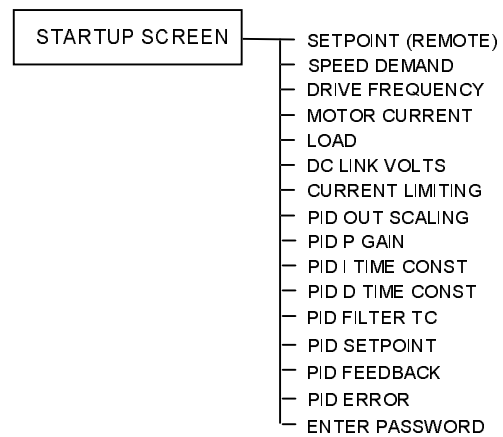 STARTUP SCREEN
SETPOINT (REMOTE)
SPEED DEMAND
DRIVE FREQUENCY
MOTOR CURRENT
LOAD
DC LINK VOLTS
CURRENT LIMITING
PID OUT SCALING
PID P GAIN
PID I TIME CONST
PID D TIME CONST
PID FILTER TC
PID SETPOINT
PID FEEDBACK
PID ERROR
ENTER PASSWORD